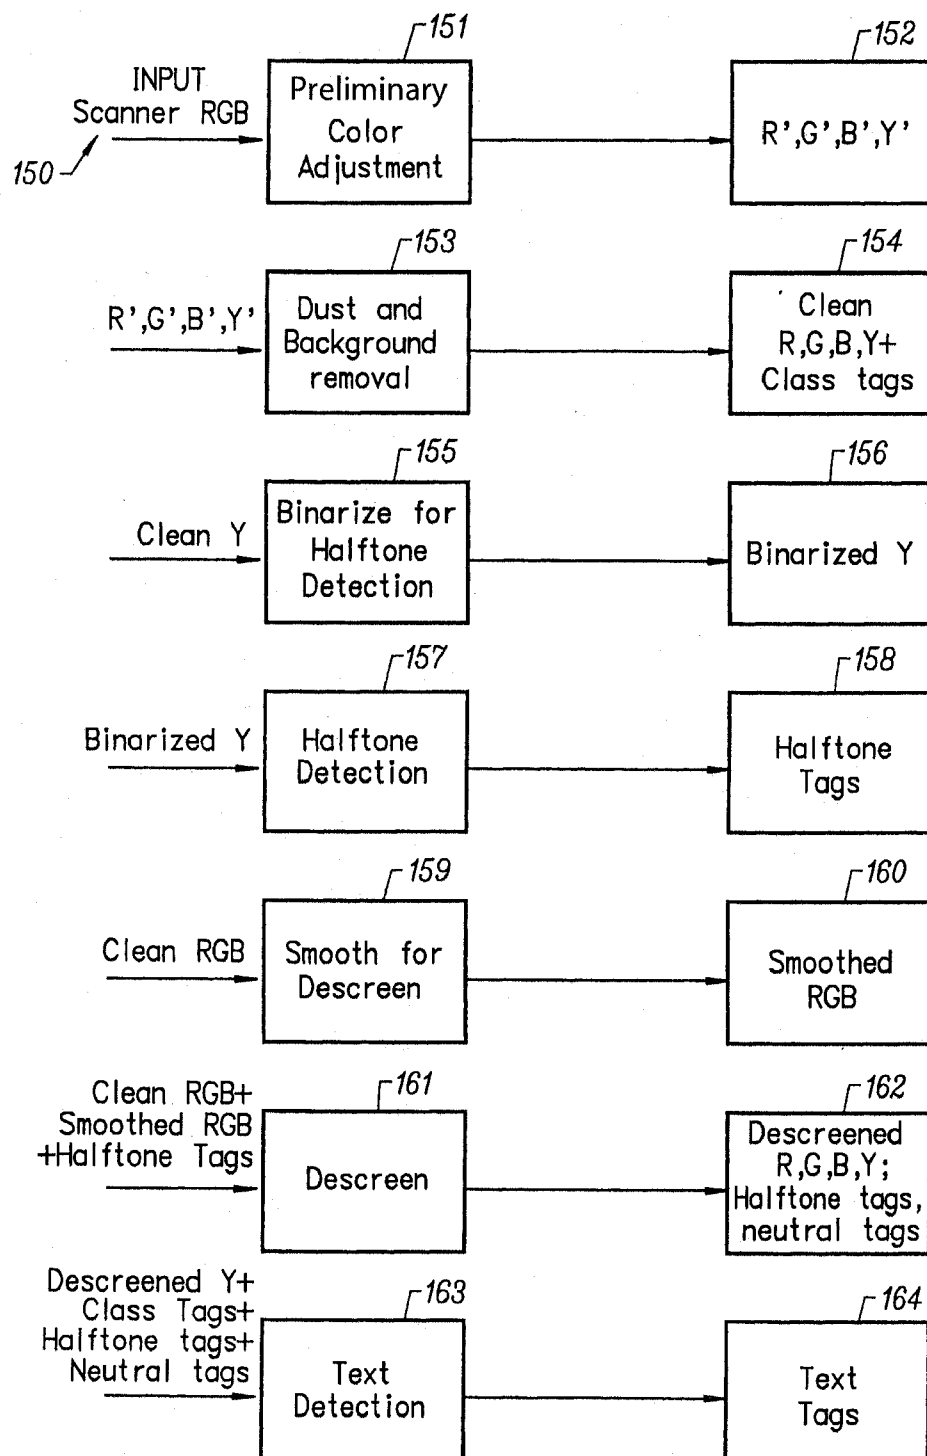 151
152
INPUT
Scanner RGB
150
Preliminary
Color
Adjustment
R',G',B',Y'
153
154
R',G',B',Y'
Dust and
Background
removal
Clean
R,G,B,Y+
Class tags
155
156
Clean Y
Binarize for
Halftone
Detection
Binarized Y
157
158
Binarized Y
Halftone
Detection
Halftone
Tags
159
160
Clean RGB
Smooth for
Descreen
Smoothed
RGB
161
162
Clean RGB+
Smoothed RGB
+Halftone Tags
Descreen
Descreened
R,G,B,Y;
Halftone tags,
neutral tags
163
164
Descreened Y+
Class Tags+
Halftone tags+
Neutral tags
Text
Detection
Text
Tags